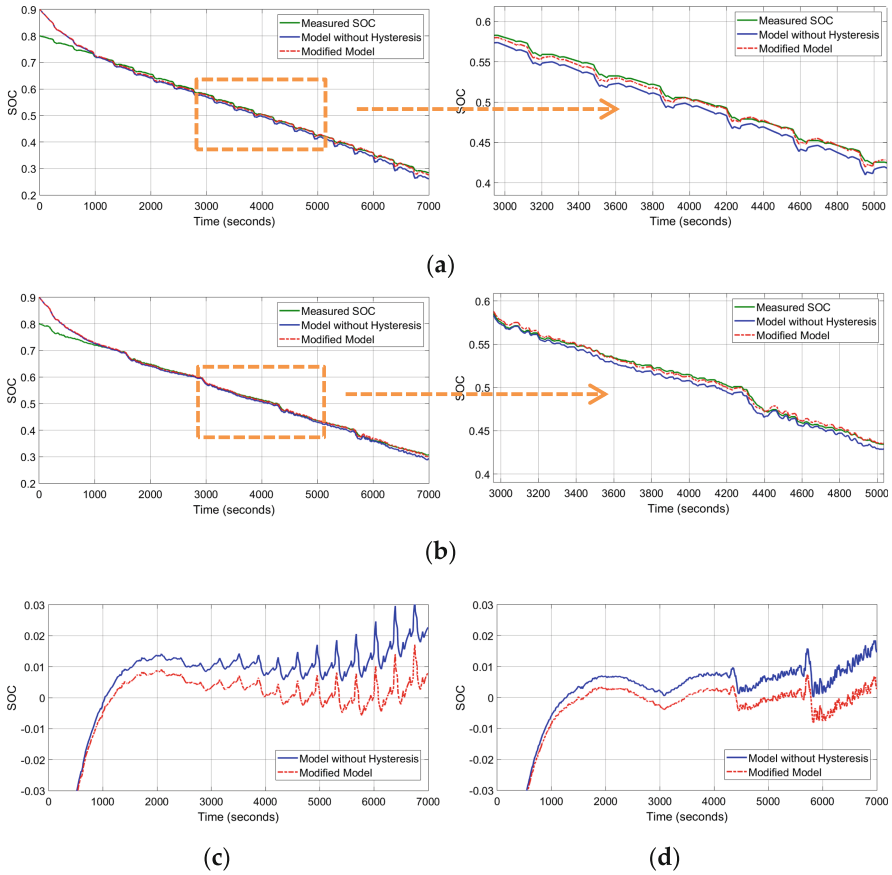 0.9
0.8
0.7
0.6
0.5
0.4
0.3
0.2
SOC
0 1000 2000 3000 4000 5000 6000 7000
Time (seconds)
Measured SOC
Model without Hysteresis
Modified Model
0.6
0.55
0.5
0.45
0.4
SOC
3000 3200 3400 3600 3800 4000 4200 4400 4600 4800 5000
Time (seconds)
Measured SOC
Model without Hysteresis
Modified Model
(a)
0.9
0.8
0.7
0.6
0.5
0.4
0.3
0.2
SOC
0 1000 2000 3000 4000 5000 6000 7000
Time (seconds)
Measured SOC
Model without Hysteresis
Modified Model
0.6
0.55
0.5
0.45
0.4
SOC
3000 3200 3400 3600 3800 4000 4200 4400 4600 4800 5000
Time (seconds)
Measured SOC
Model without Hysteresis
Modified Model
(b)
0.03
0.02
0.01
0
-0.01
-0.02
-0.03
SOC
0 1000 2000 3000 4000 5000 6000 7000
Time (seconds)
Model without Hysteresis
Modified Model
(c)
0.03
0.02
0.01
0
-0.01
-0.02
-0.03
SOC
0 1000 2000 3000 4000 5000 6000 7000
Time (seconds)
Model without Hysteresis
Modified Model
(d)